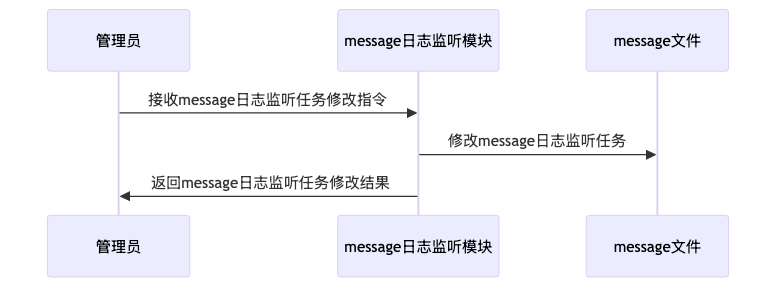 管理员
message日志监听模块
message文件
接收message日志监听任务修改指令
修改message日志监听任务
返回message日志监听任务修改结果
管理员
message日志监听模块
message文件